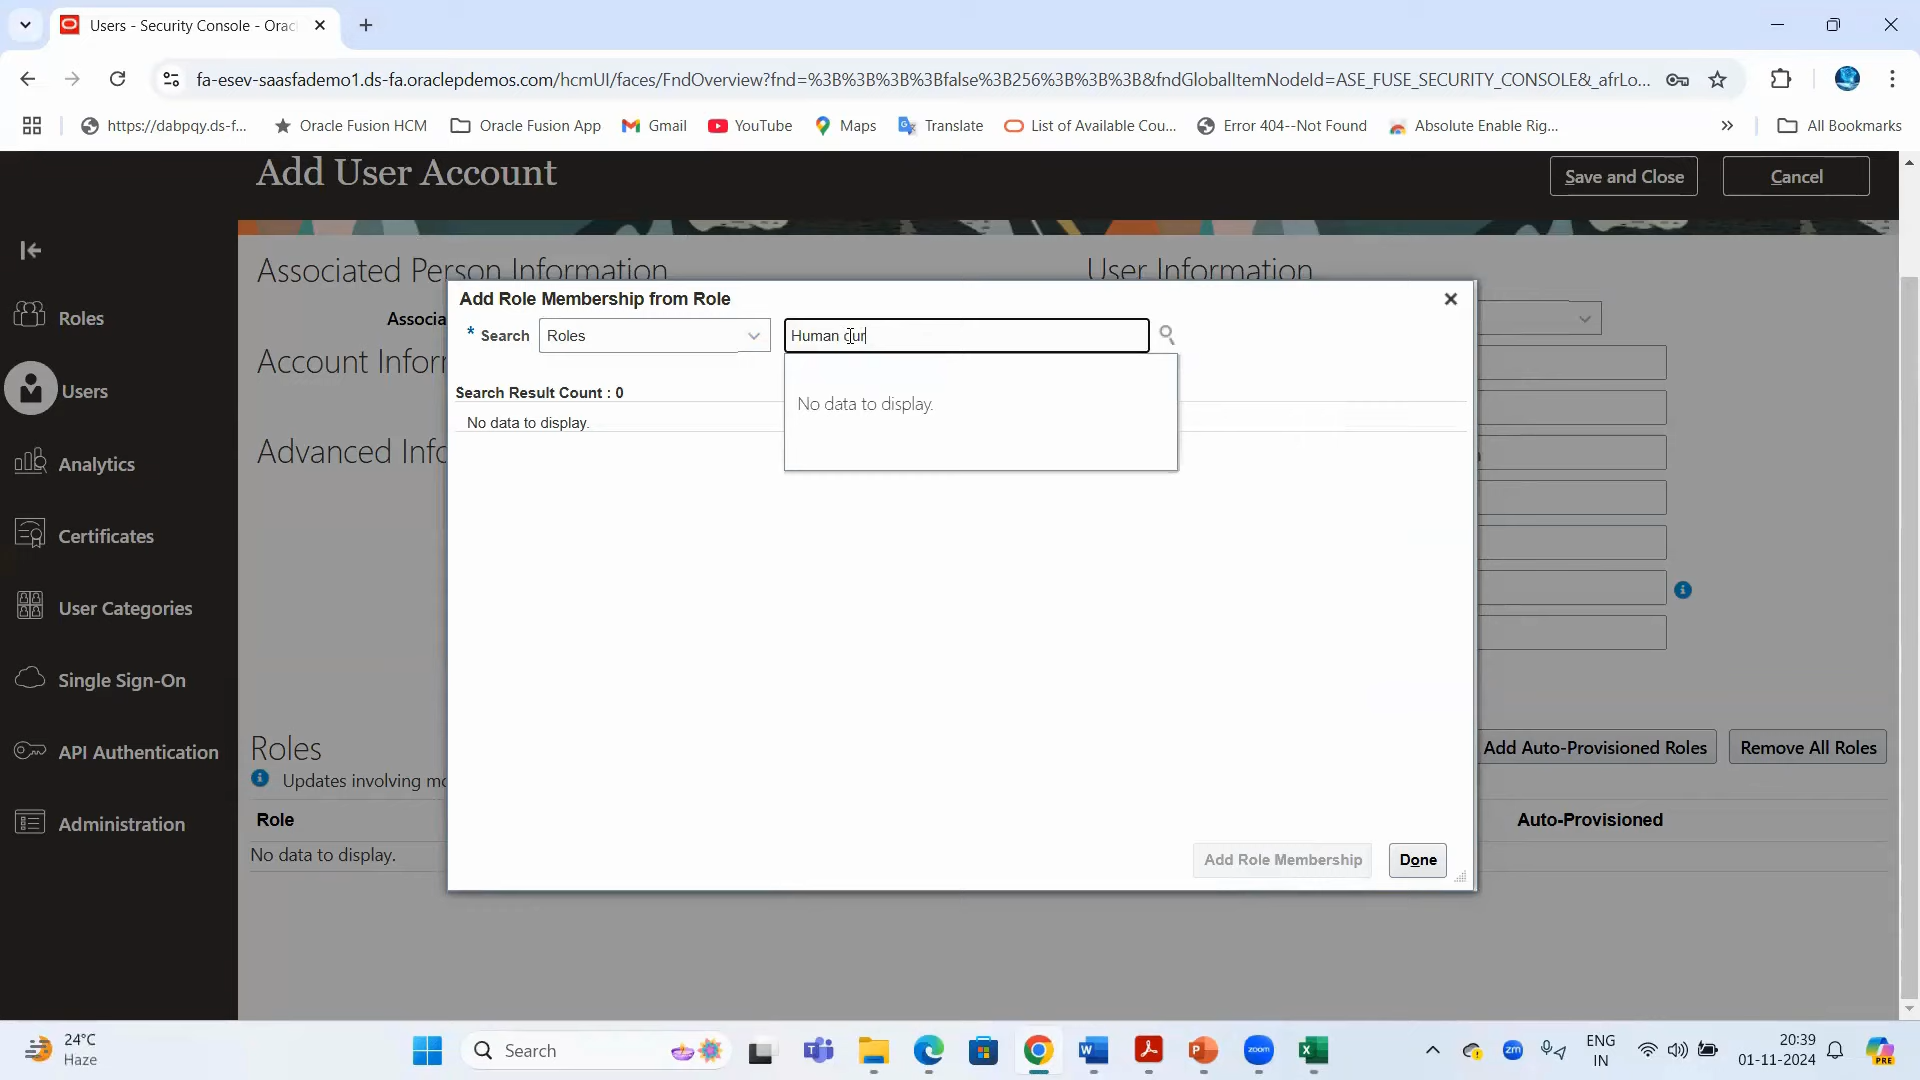 Users - Security Console - Orac
fa-esev-saasfademo1.ds-fa.oraclepdemos.com/hcmUI/faces/FndOverview?fnd=%3B%3B%3B%3Bfalse%3B256%3B%3B%3B&fndGlobalItemNodeId=ASE_FUSE_SECURITY_CONSOLE&_afrLo...
https://dabpqy.ds-f... Oracle Fusion HCM Oracle Fusion App Gmail YouTube Maps Translate List of Available Cou... Error 404--Not Found Absolute Enable Rig... » All Bookmarks
Add User Account Save and Close Cancel
Associated Person Information User Information
Add Role Membership from Role
Associa
* Search Roles Human cur
Roles
Account Inform
Search Result Count : 0
No data to display.
No data to display.
Users
Advanced Info
Analytics
Certificates
User Categories
Single Sign-On
API Authentication
Administration
Roles Add Auto-Provisioned Roles Remove All Roles
Updates involving mo
Role Auto-Provisioned
No data to display.
Add Role Membership Done
24°C
Haze
Search
zoom
zm
ENG
IN
20:39
01-11-2024
PRE